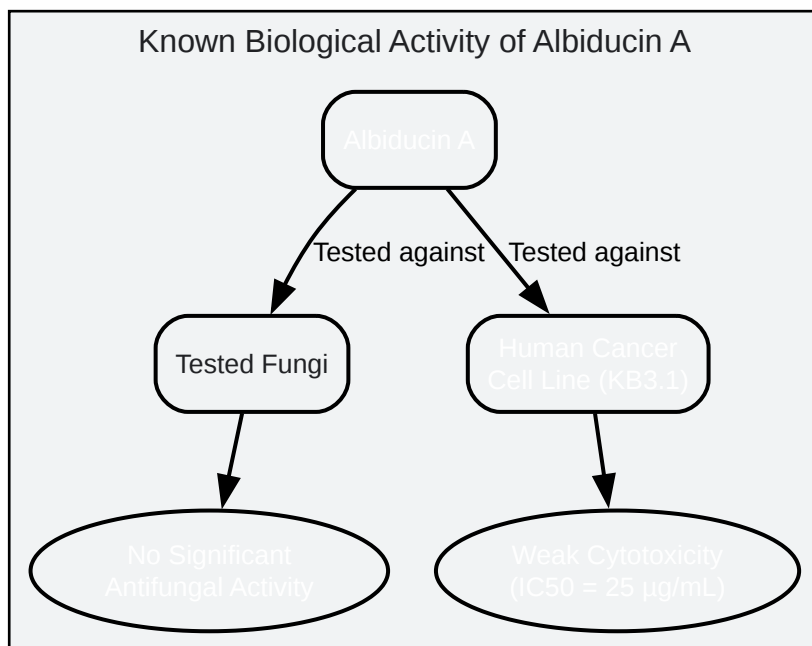 Known Biological Activity of Albiducin A
Albiducin A
Tested against
Tested against
Tested Fungi
Human Cancer
Cell Line (KB3.1)
No Significant
Antifungal Activity
Weak Cytotoxicity
(IC50 = 25 µg/mL)